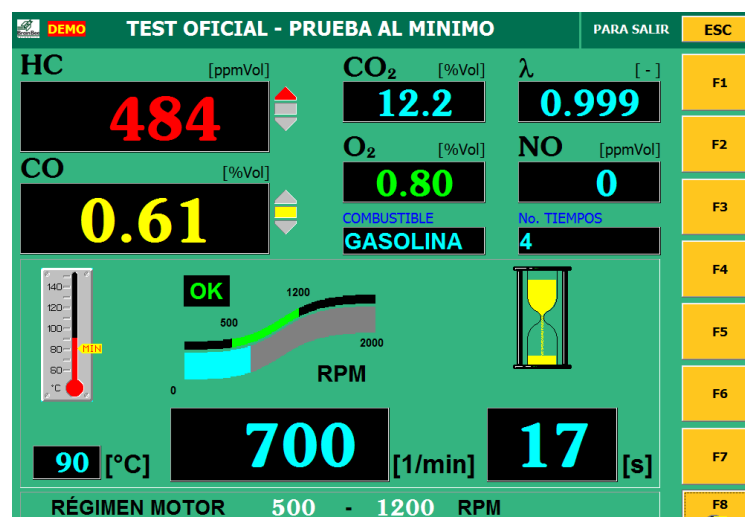 DEMO TEST OFICIAL - PRUEBA AL MINIMO PARA SALIR ESC
HC [ppmVol] CO₂ [%Vol] λ [ - ]
484 12.2 0.999
F1
O₂ [%Vol] NO [ppmVol]
F2
CO [%Vol]
0.80 0
0.61
COMBUSTIBLE No. TIEMPOS
F3
GASOLINA 4
F4
140
OK
1200
120
500
100
2000
F5
80 MIN
60
RPM
°C
0
F6
90 [°C] 700 [1/min] 17 [s]
F7
RÉGIMEN MOTOR 500 - 1200 RPM
F8